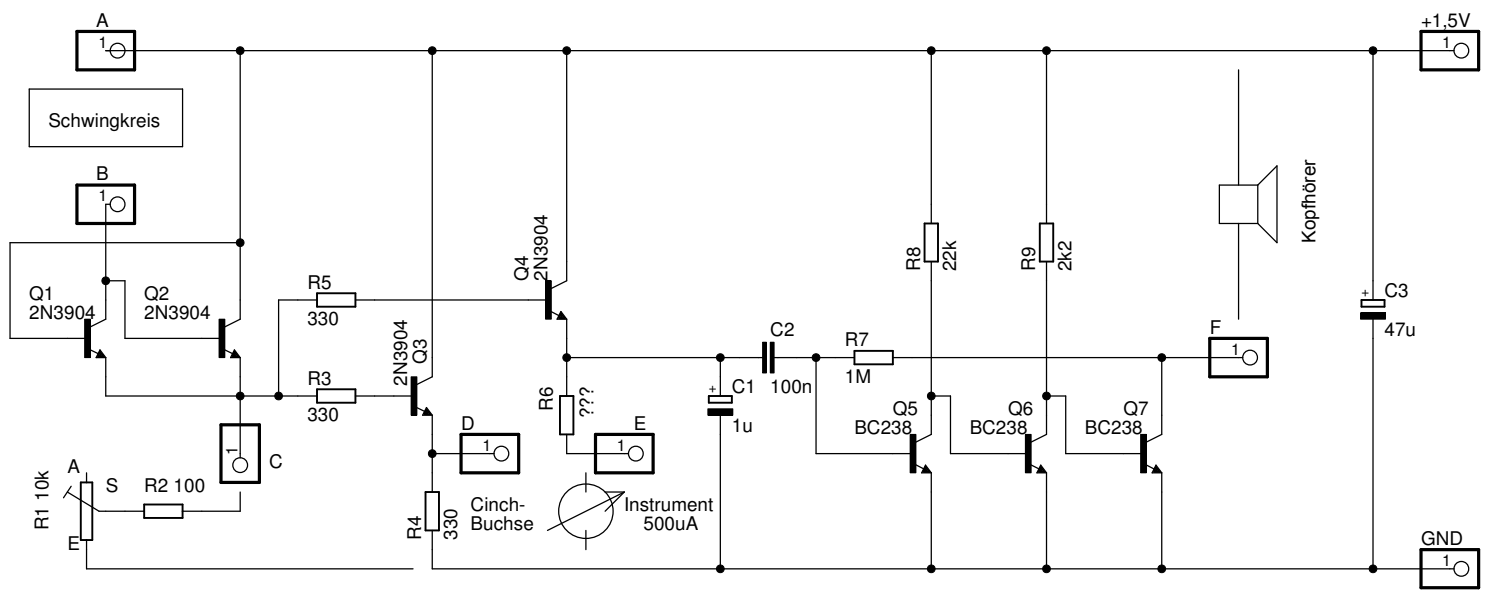 A
1
Schwingkreis
B
1
Q1
2N3904
Q2
2N3904
R5
330
R3
330
2N3904
Q3
Q4
2N3904
C
1
A
S
E
R1 10k
R2 100
R4
330
D
1
Cinch-
Buchse
R6
???
E
1
Instrument
500uA
+
C1
1u
C2
100n
R7
1M
R8
22k
R9
2k2
Q5
BC238
Q6
BC238
Q7
BC238
Kopfhörer
F
1
+
C3
47u
+1,5V
1
GND
1